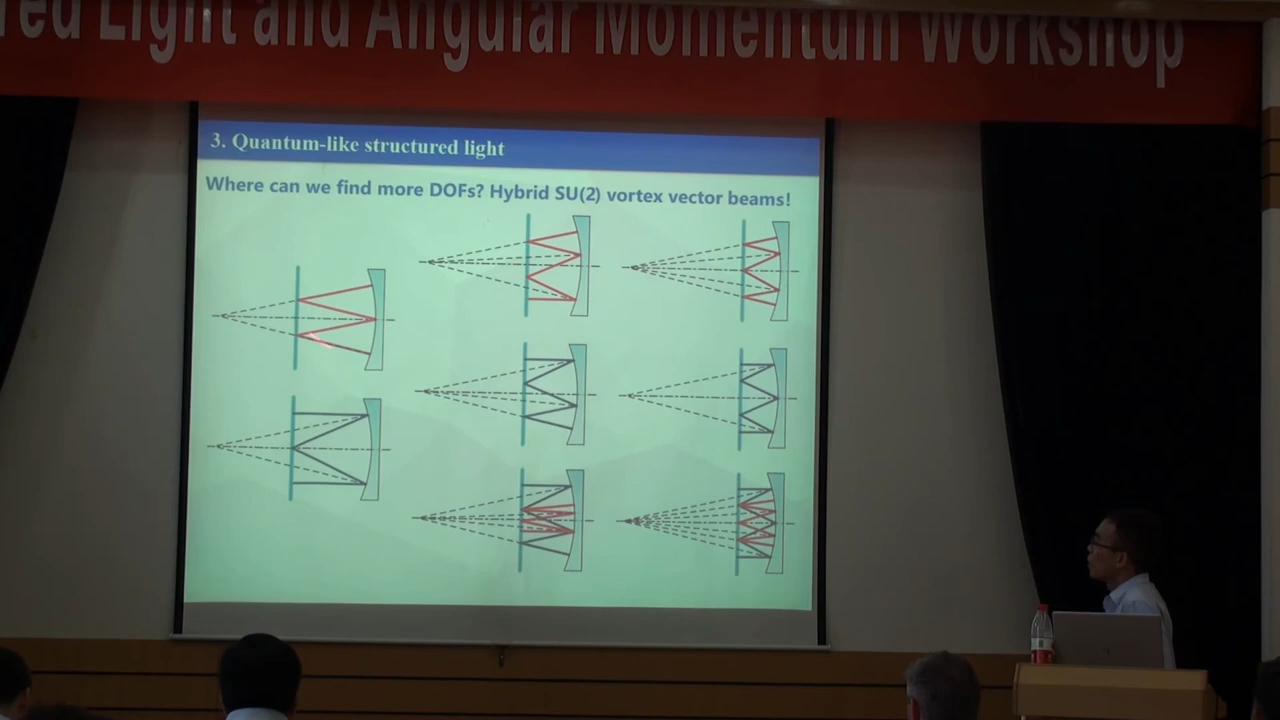 Light and Angular Momentum Workshop
3. Quantum-like structured light
Where can we find more DOFs? Hybrid SU(2) vortex vector beams!